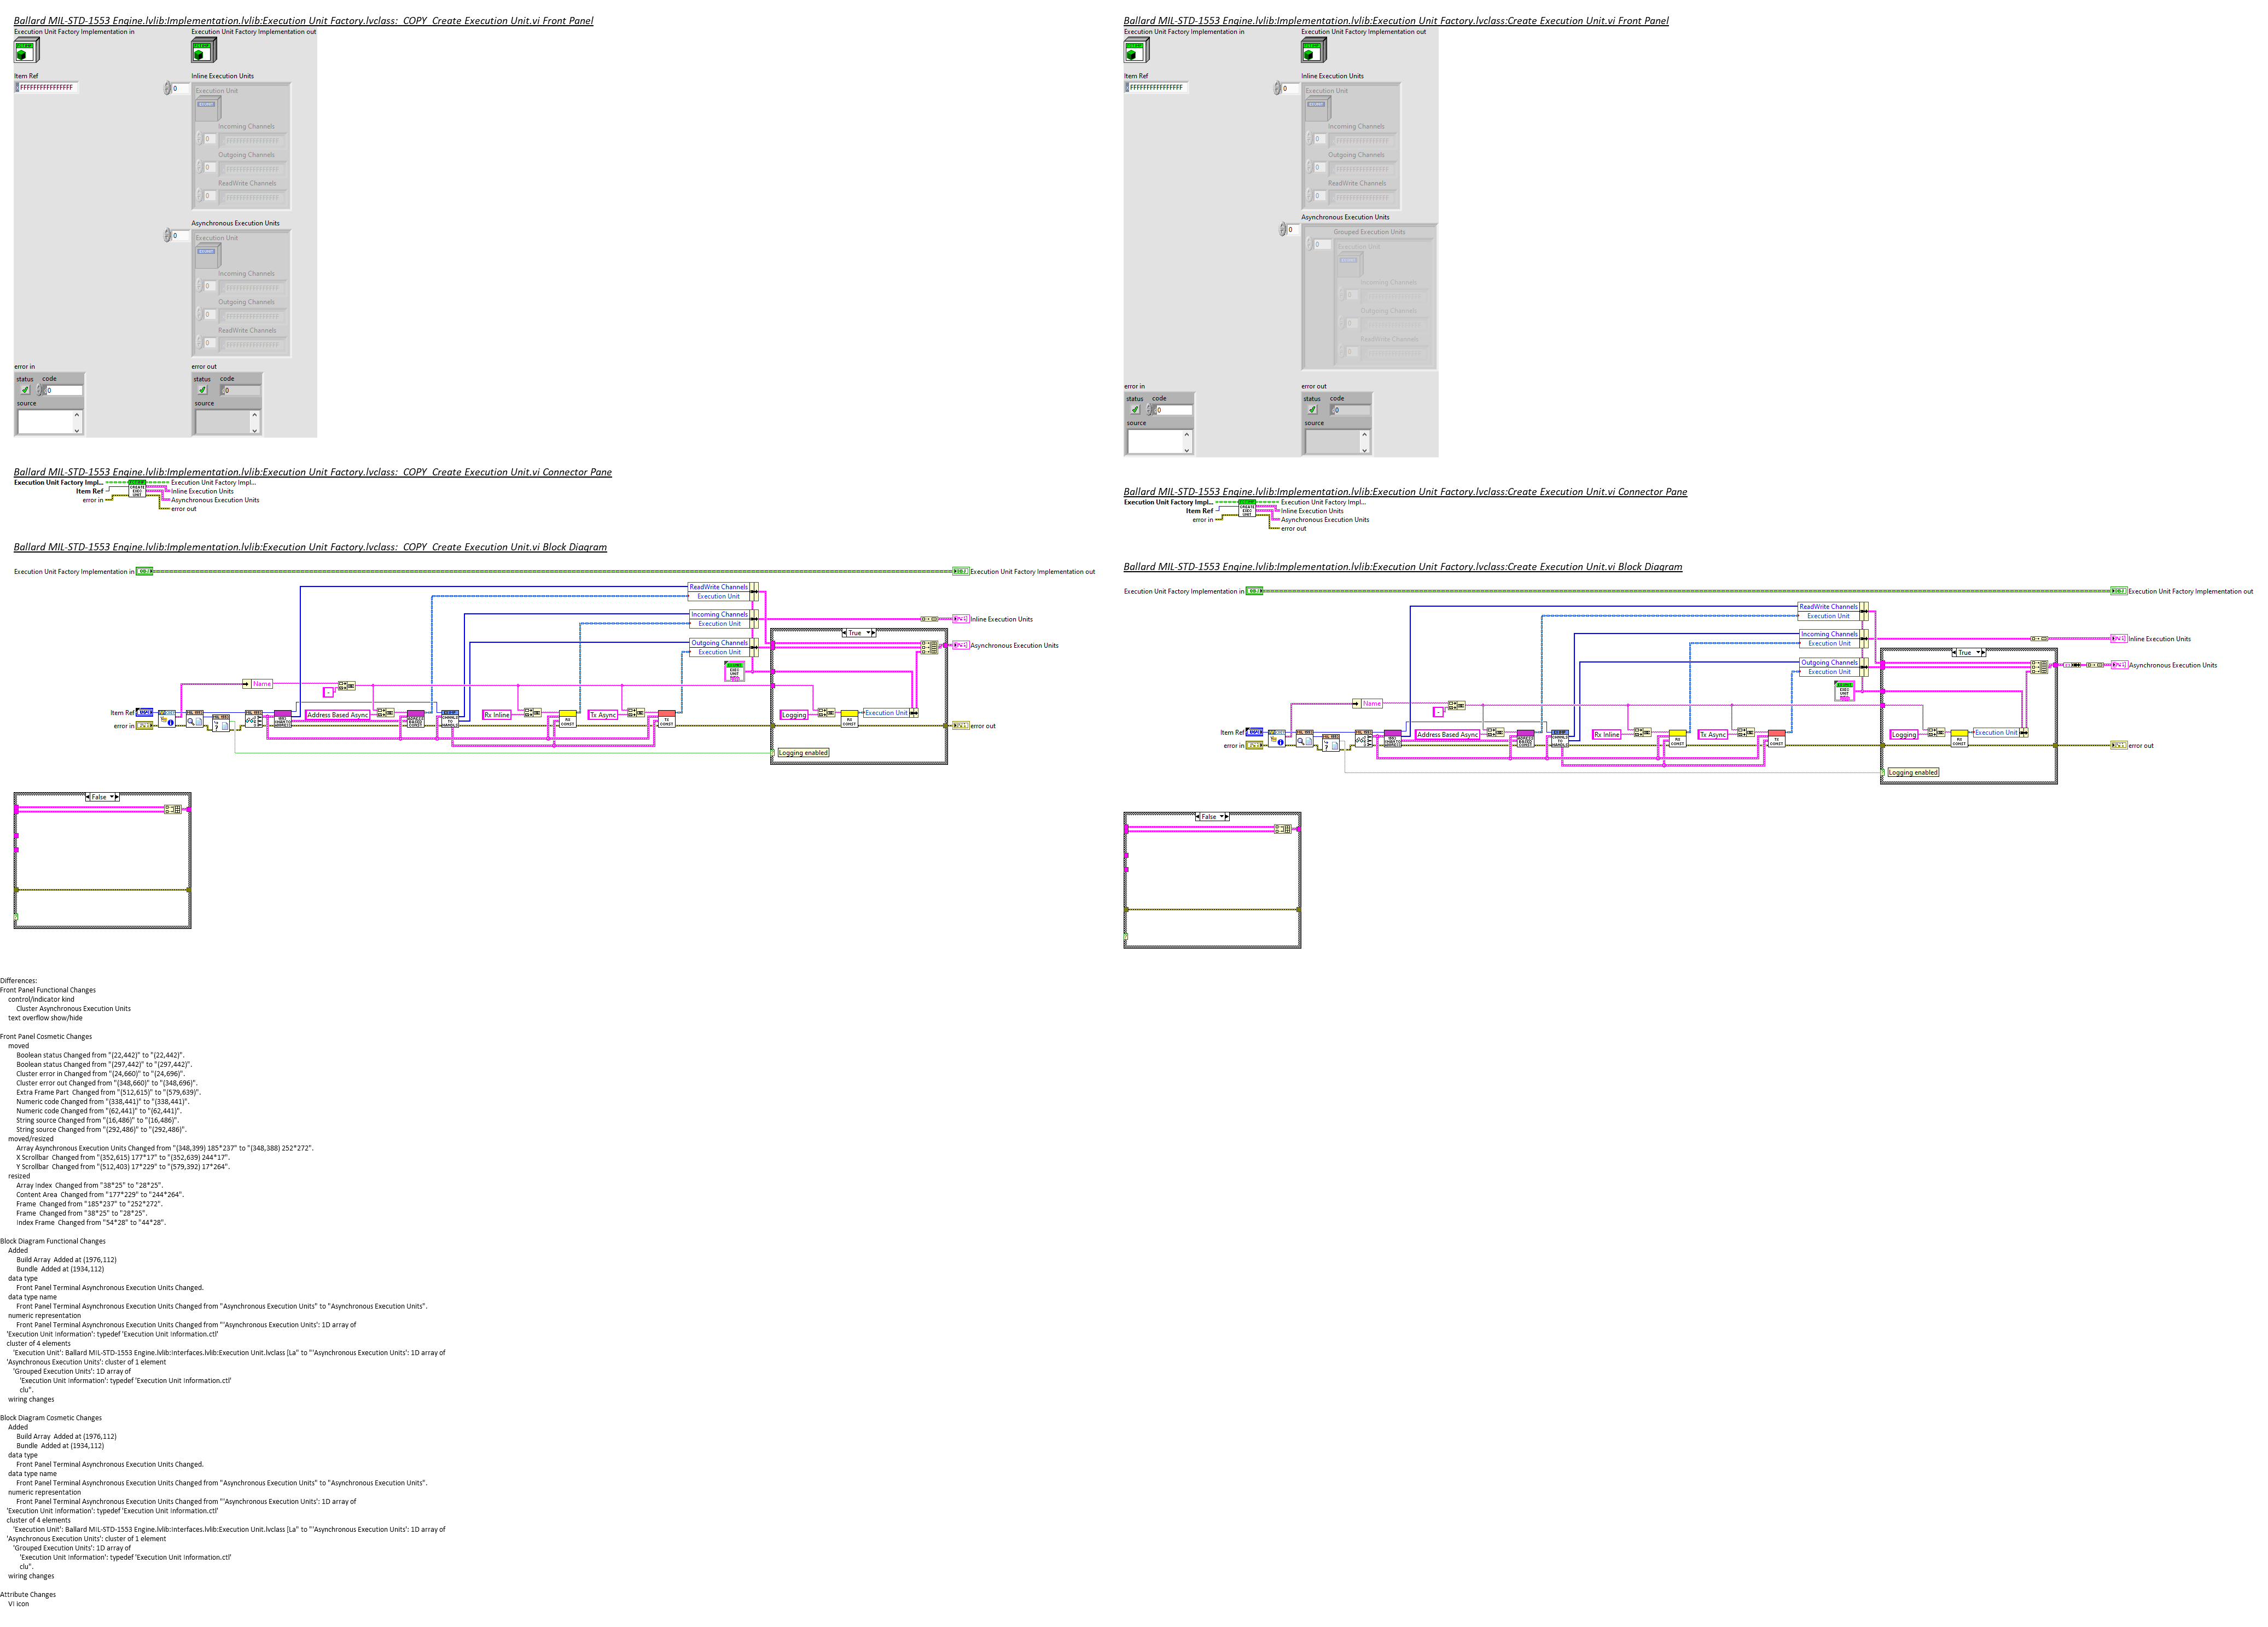 Ballard MIL-STD-1553 Engine.lvlib:Implementation.lvlib:Execution Unit Factory.lvclass:_COPY_Create Execution Unit.vi Front Panel
Execution Unit Factory Implementation in
Execution Unit Factory Implementation out
Item Ref
FFFFFFFFFFFFFFFF
Inline Execution Units
0
Execution Unit
Incoming Channels
0
FFFFFFFFFFFFFFFF
Outgoing Channels
0
FFFFFFFFFFFFFFFF
ReadWrite Channels
0
FFFFFFFFFFFFFFFF
Asynchronous Execution Units
0
Execution Unit
Incoming Channels
0
FFFFFFFFFFFFFFFF
Outgoing Channels
0
FFFFFFFFFFFFFFFF
ReadWrite Channels
0
FFFFFFFFFFFFFFFF
error in
status code
0
source
error out
status code
0
source
Ballard MIL-STD-1553 Engine.lvlib:Implementation.lvlib:Execution Unit Factory.lvclass:_COPY_Create Execution Unit.vi Connector Pane
Execution Unit Factory Impl...
Item Ref
error in
CREATE
EXEC
UNIT
Execution Unit Factory Impl...
Inline Execution Units
Asynchronous Execution Units
error out
Ballard MIL-STD-1553 Engine.lvlib:Implementation.lvlib:Execution Unit Factory.lvclass:_COPY_Create Execution Unit.vi Block Diagram
Execution Unit Factory Implementation in
Execution Unit Factory Implementation out
ReadWrite Channels
Execution Unit
Incoming Channels
Execution Unit
Outgoing Channels
Execution Unit
Inline Execution Units
True
Asynchronous Execution Units
Name
-
Item Ref
error in
Address Based Async
Rx Inline
RX
CONST
Tx Async
TX
CONST
Logging
RX
CONST
Execution Unit
error out
Logging enabled
False
Differences:
Front Panel Functional Changes
control/indicator kind
Cluster Asynchronous Execution Units
text overflow show/hide
Front Panel Cosmetic Changes
moved
Boolean status Changed from "(22,442)" to "(22,442)".
Boolean status Changed from "(297,442)" to "(297,442)".
Cluster error in Changed from "(24,660)" to "(24,696)".
Cluster error out Changed from "(348,660)" to "(348,696)".
Extra Frame Part  Changed from "(512,615)" to "(579,639)".
Numeric code Changed from "(338,441)" to "(338,441)".
Numeric code Changed from "(62,441)" to "(62,441)".
String source Changed from "(16,486)" to "(16,486)".
String source Changed from "(292,486)" to "(292,486)".
moved/resized
Array Asynchronous Execution Units Changed from "(348,399) 185*237" to "(348,388) 252*272".
X Scrollbar  Changed from "(352,615) 177*17" to "(352,639) 244*17".
Y Scrollbar  Changed from "(512,403) 17*229" to "(579,392) 17*264".
resized
Array Index  Changed from "38*25" to "28*25".
Content Area  Changed from "177*229" to "244*264".
Frame  Changed from "185*237" to "252*272".
Frame  Changed from "38*25" to "28*25".
Index Frame  Changed from "54*28" to "44*28".
Block Diagram Functional Changes
Added
Build Array  Added at (1976,112)
Bundle  Added at (1934,112)
data type
Front Panel Terminal Asynchronous Execution Units Changed.
data type name
Front Panel Terminal Asynchronous Execution Units Changed from "Asynchronous Execution Units" to "Asynchronous Execution Units".
numeric representation
Front Panel Terminal Asynchronous Execution Units Changed from "'Asynchronous Execution Units': 1D array of
'Execution Unit Information': typedef 'Execution Unit Information.ctl'
cluster of 4 elements
'Execution Unit': Ballard MIL-STD-1553 Engine.lvlib:Interfaces.lvlib:Execution Unit.lvclass [La" to "'Asynchronous Execution Units': 1D array of
'Asynchronous Execution Units': cluster of 1 element
'Grouped Execution Units': 1D array of
'Execution Unit Information': typedef 'Execution Unit Information.ctl'
clu".
wiring changes
Block Diagram Cosmetic Changes
Added
Build Array  Added at (1976,112)
Bundle  Added at (1934,112)
data type
Front Panel Terminal Asynchronous Execution Units Changed.
data type name
Front Panel Terminal Asynchronous Execution Units Changed from "Asynchronous Execution Units" to "Asynchronous Execution Units".
numeric representation
Front Panel Terminal Asynchronous Execution Units Changed from "'Asynchronous Execution Units': 1D array of
'Execution Unit Information': typedef 'Execution Unit Information.ctl'
cluster of 4 elements
'Execution Unit': Ballard MIL-STD-1553 Engine.lvlib:Interfaces.lvlib:Execution Unit.lvclass [La" to "'Asynchronous Execution Units': 1D array of
'Asynchronous Execution Units': cluster of 1 element
'Grouped Execution Units': 1D array of
'Execution Unit Information': typedef 'Execution Unit Information.ctl'
clu".
wiring changes
Attribute Changes
VI icon
Ballard MIL-STD-1553 Engine.lvlib:Implementation.lvlib:Execution Unit Factory.lvclass:Create Execution Unit.vi Front Panel
Execution Unit Factory Implementation in
Execution Unit Factory Implementation out
Item Ref
FFFFFFFFFFFFFFFF
Inline Execution Units
0
Execution Unit
Incoming Channels
0
FFFFFFFFFFFFFFFF
Outgoing Channels
0
FFFFFFFFFFFFFFFF
ReadWrite Channels
0
FFFFFFFFFFFFFFFF
Asynchronous Execution Units
0
Grouped Execution Units
0
Execution Unit
Incoming Channels
0
Outgoing Channels
0
ReadWrite Channels
0
error in
status code
0
source
error out
status code
0
source
Ballard MIL-STD-1553 Engine.lvlib:Implementation.lvlib:Execution Unit Factory.lvclass:Create Execution Unit.vi Connector Pane
Execution Unit Factory Impl...
Item Ref
error in
CREATE
EXEC
UNIT
Execution Unit Factory Impl...
Inline Execution Units
Asynchronous Execution Units
error out
Ballard MIL-STD-1553 Engine.lvlib:Implementation.lvlib:Execution Unit Factory.lvclass:Create Execution Unit.vi Block Diagram
Execution Unit Factory Implementation in
Execution Unit Factory Implementation out
ReadWrite Channels
Execution Unit
Incoming Channels
Execution Unit
Outgoing Channels
Execution Unit
Inline Execution Units
True
Asynchronous Execution Units
Name
-
Item Ref
error in
Address Based Async
Rx Inline
RX
CONST
Tx Async
TX
CONST
Logging
RX
CONST
Execution Unit
error out
Logging enabled
False